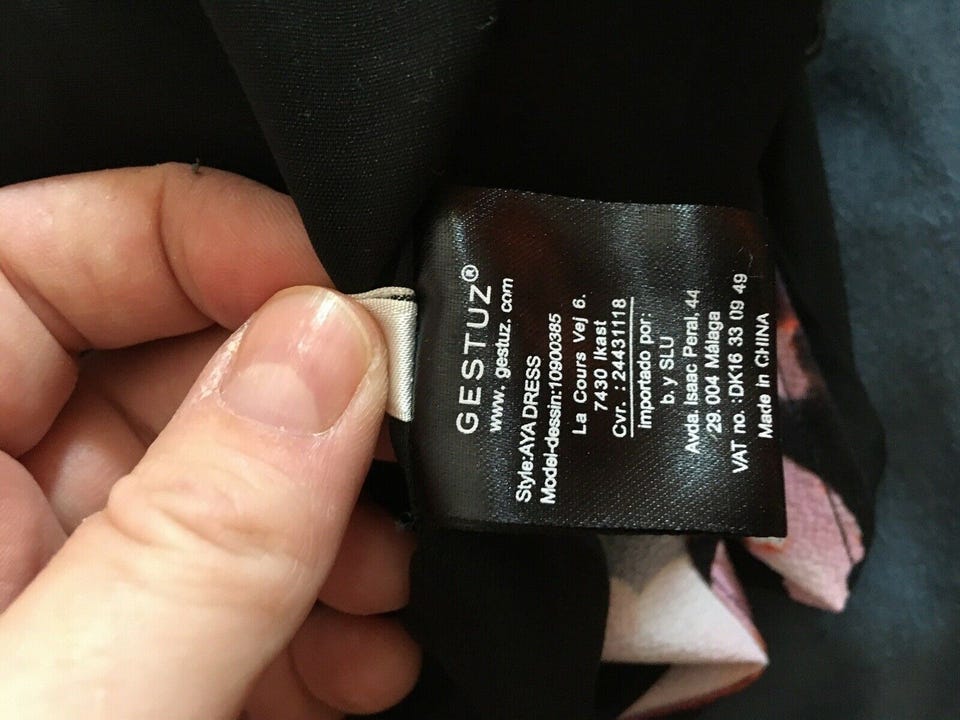 GESTUZ®
www. gestuz. com
Style:AYA DRESS
Model-dessin:10900385
La Cours Vej 6.
7430 Ikast
Cvr. : 24431118
importado por:
b. y SLU
Avda. Isaac Peral, 44
29. 004 Málaga
VAT no. :DK16 33 09 49
Made in CHINA